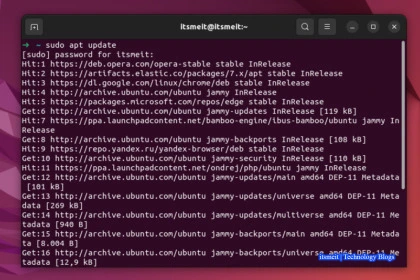 itsmeit@itsmeit:~
→ ~ sudo apt update
[sudo] password for itsmeit:
Hit:1 https://deb.opera.com/opera-stable stable InRelease
Hit:2 https://artifacts.elastic.co/packages/7.x/apt stable InRelease
Hit:3 https://dl.google.com/linux/chrome/deb stable InRelease
Hit:4 http://archive.ubuntu.com/ubuntu jammy InRelease
Hit:5 https://packages.microsoft.com/repos/edge stable InRelease
Get:6 http://archive.ubuntu.com/ubuntu jammy-updates InRelease [119 kB]
Hit:7 https://ppa.launchpadcontent.net/bamboo-engine/ibus-bamboo/ubuntu jammy In
Release
Get:8 http://archive.ubuntu.com/ubuntu jammy-backports InRelease [108 kB]
Hit:9 https://repo.yandex.ru/yandex-browser/deb stable InRelease
Get:10 http://archive.ubuntu.com/ubuntu jammy-security InRelease [110 kB]
Hit:11 https://ppa.launchpadcontent.net/ondrej/php/ubuntu jammy InRelease
Get:12 http://archive.ubuntu.com/ubuntu jammy-updates/main amd64 DEP-11 Metadata
[101 kB]
Get:13 http://archive.ubuntu.com/ubuntu jammy-updates/universe amd64 DEP-11 Meta
data [269 kB]
Get:14 http://archive.ubuntu.com/ubuntu jammy-updates/multiverse amd64 DEP-11 Me
tadata [940 B]
Get:15 http://archive.ubuntu.com/ubuntu jammy-backports/main amd64 DEP-11 Metada
ta [8.004 B]
Get:16 http://archive.ubuntu.com/ubuntu jammy-backports/universe amd64 DEP-11 Me
tadata [12,9 kB]
itsmeit | Technology Blogs